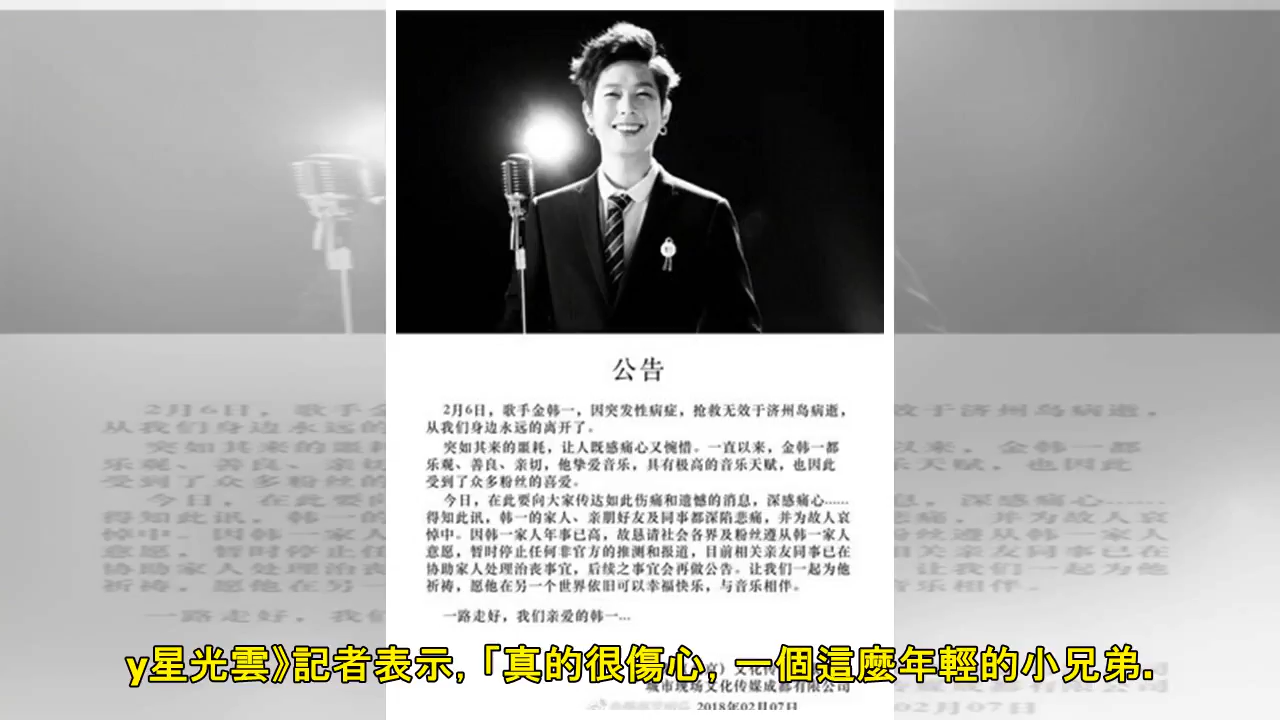 公告
2月6日，歌手金韩一，因突发性病症，抢救无效于济州岛病逝，
从我们身边永远的离开了。
突如其来的噩耗，让人既感痛心又惋惜。一直以来，金韩一都
乐观、善良、亲切，他挚爱音乐，具有极高的音乐天赋，也因此
受到了众多粉丝的喜爱。
今日，在此要向大家传达如此伤痛和遗憾的消息，深感痛心......
得知此讯，韩一的家人、亲朋好友及同事都深陷悲痛，并为故人哀
悼中。因韩一家人年事已高，故恳请社会各界及粉丝遵从韩一家人
意愿，暂时停止任何非官方的推测和报道，目前相关亲友同事已在
协助家人处理治丧事宜，后续之事宜会再做公告。让我们一起为他
祈祷，愿他在另一个世界依旧可以幸福快乐，与音乐相伴。
一路走好，我们亲爱的韩一...
y星光雲》記者表示,「真的很傷心，一個這麼年輕的小兄弟.
城市现场文化传媒成都有限公司
2018年02月07日